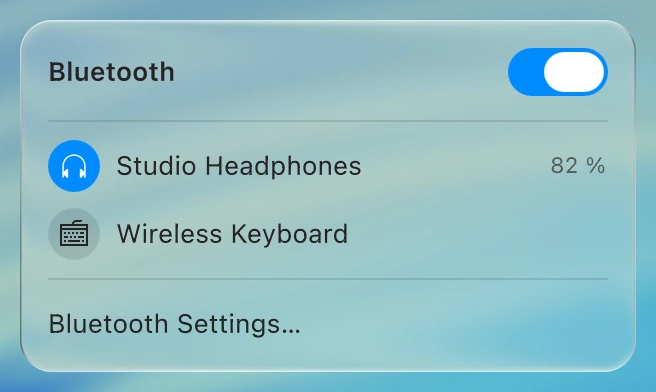 Bluetooth
Studio Headphones 82 %
Wireless Keyboard
Bluetooth Settings...